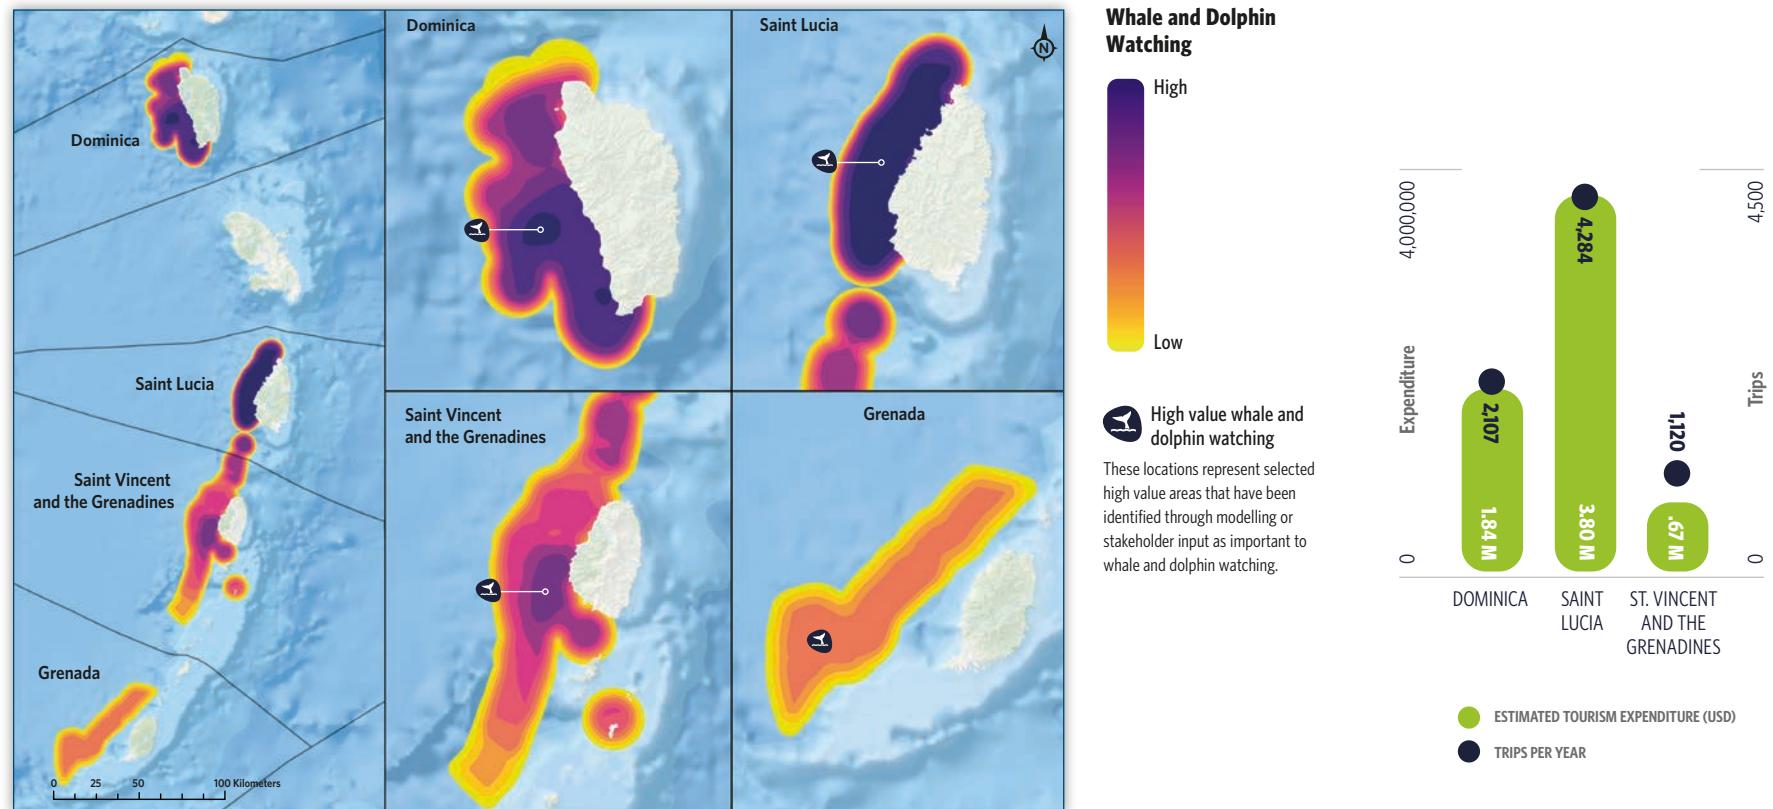 Dominica
Saint Lucia
Saint Vincent
and the Grenadines
Grenada
0 25 50 100 Kilometers
Dominica
Saint Lucia
N
Saint Vincent
and the Grenadines
Grenada
Whale and Dolphin
Watching
High
Low
High value whale and
dolphin watching
These locations represent selected
high value areas that have been
identified through modelling or
stakeholder input as important to
whale and dolphin watching.
4,000,000
Expenditure
0
2,107
1.84 M
4,284
3.80 M
1,120
.67 M
4,500
Trips
0
DOMINICA
SAINT
LUCIA
ST. VINCENT
AND THE
GRENADINES
ESTIMATED TOURISM EXPENDITURE (USD)
TRIPS PER YEAR